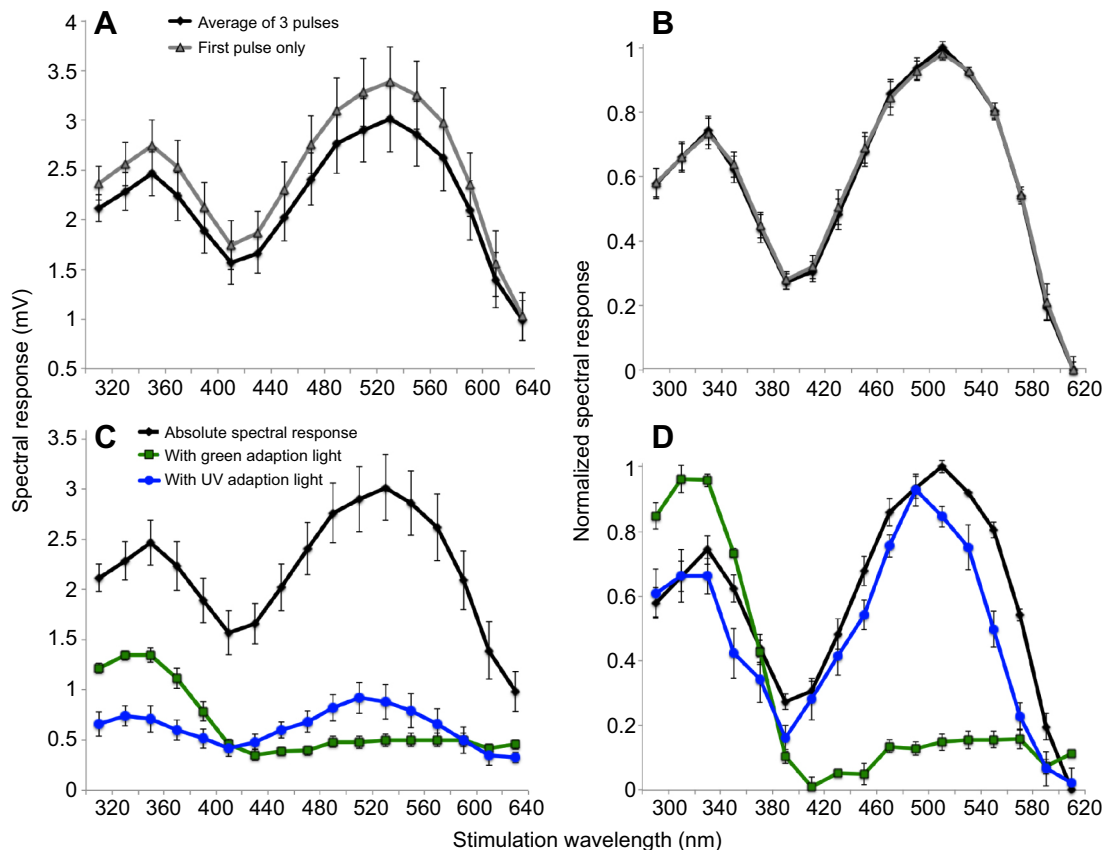 A
Average of 3 pulses
First pulse only
4
3.5
3
2.5
2
1.5
1
0.5
320 360 400 440 480 520 560 600 640
B
1
0.8
0.6
0.4
0.2
0
300 340 380 420 460 510 540 580 620
C
Absolute spectral response
With green adaption light
With UV adaption light
3.5
3
2.5
2
1.5
1
0.5
0
320 360 400 440 480 520 560 600 640
D
1
0.8
0.6
0.4
0.2
0
300 340 380 420 460 510 540 580 620
Spectral response (mV)
Normalized spectral response
Stimulation wavelength (nm)